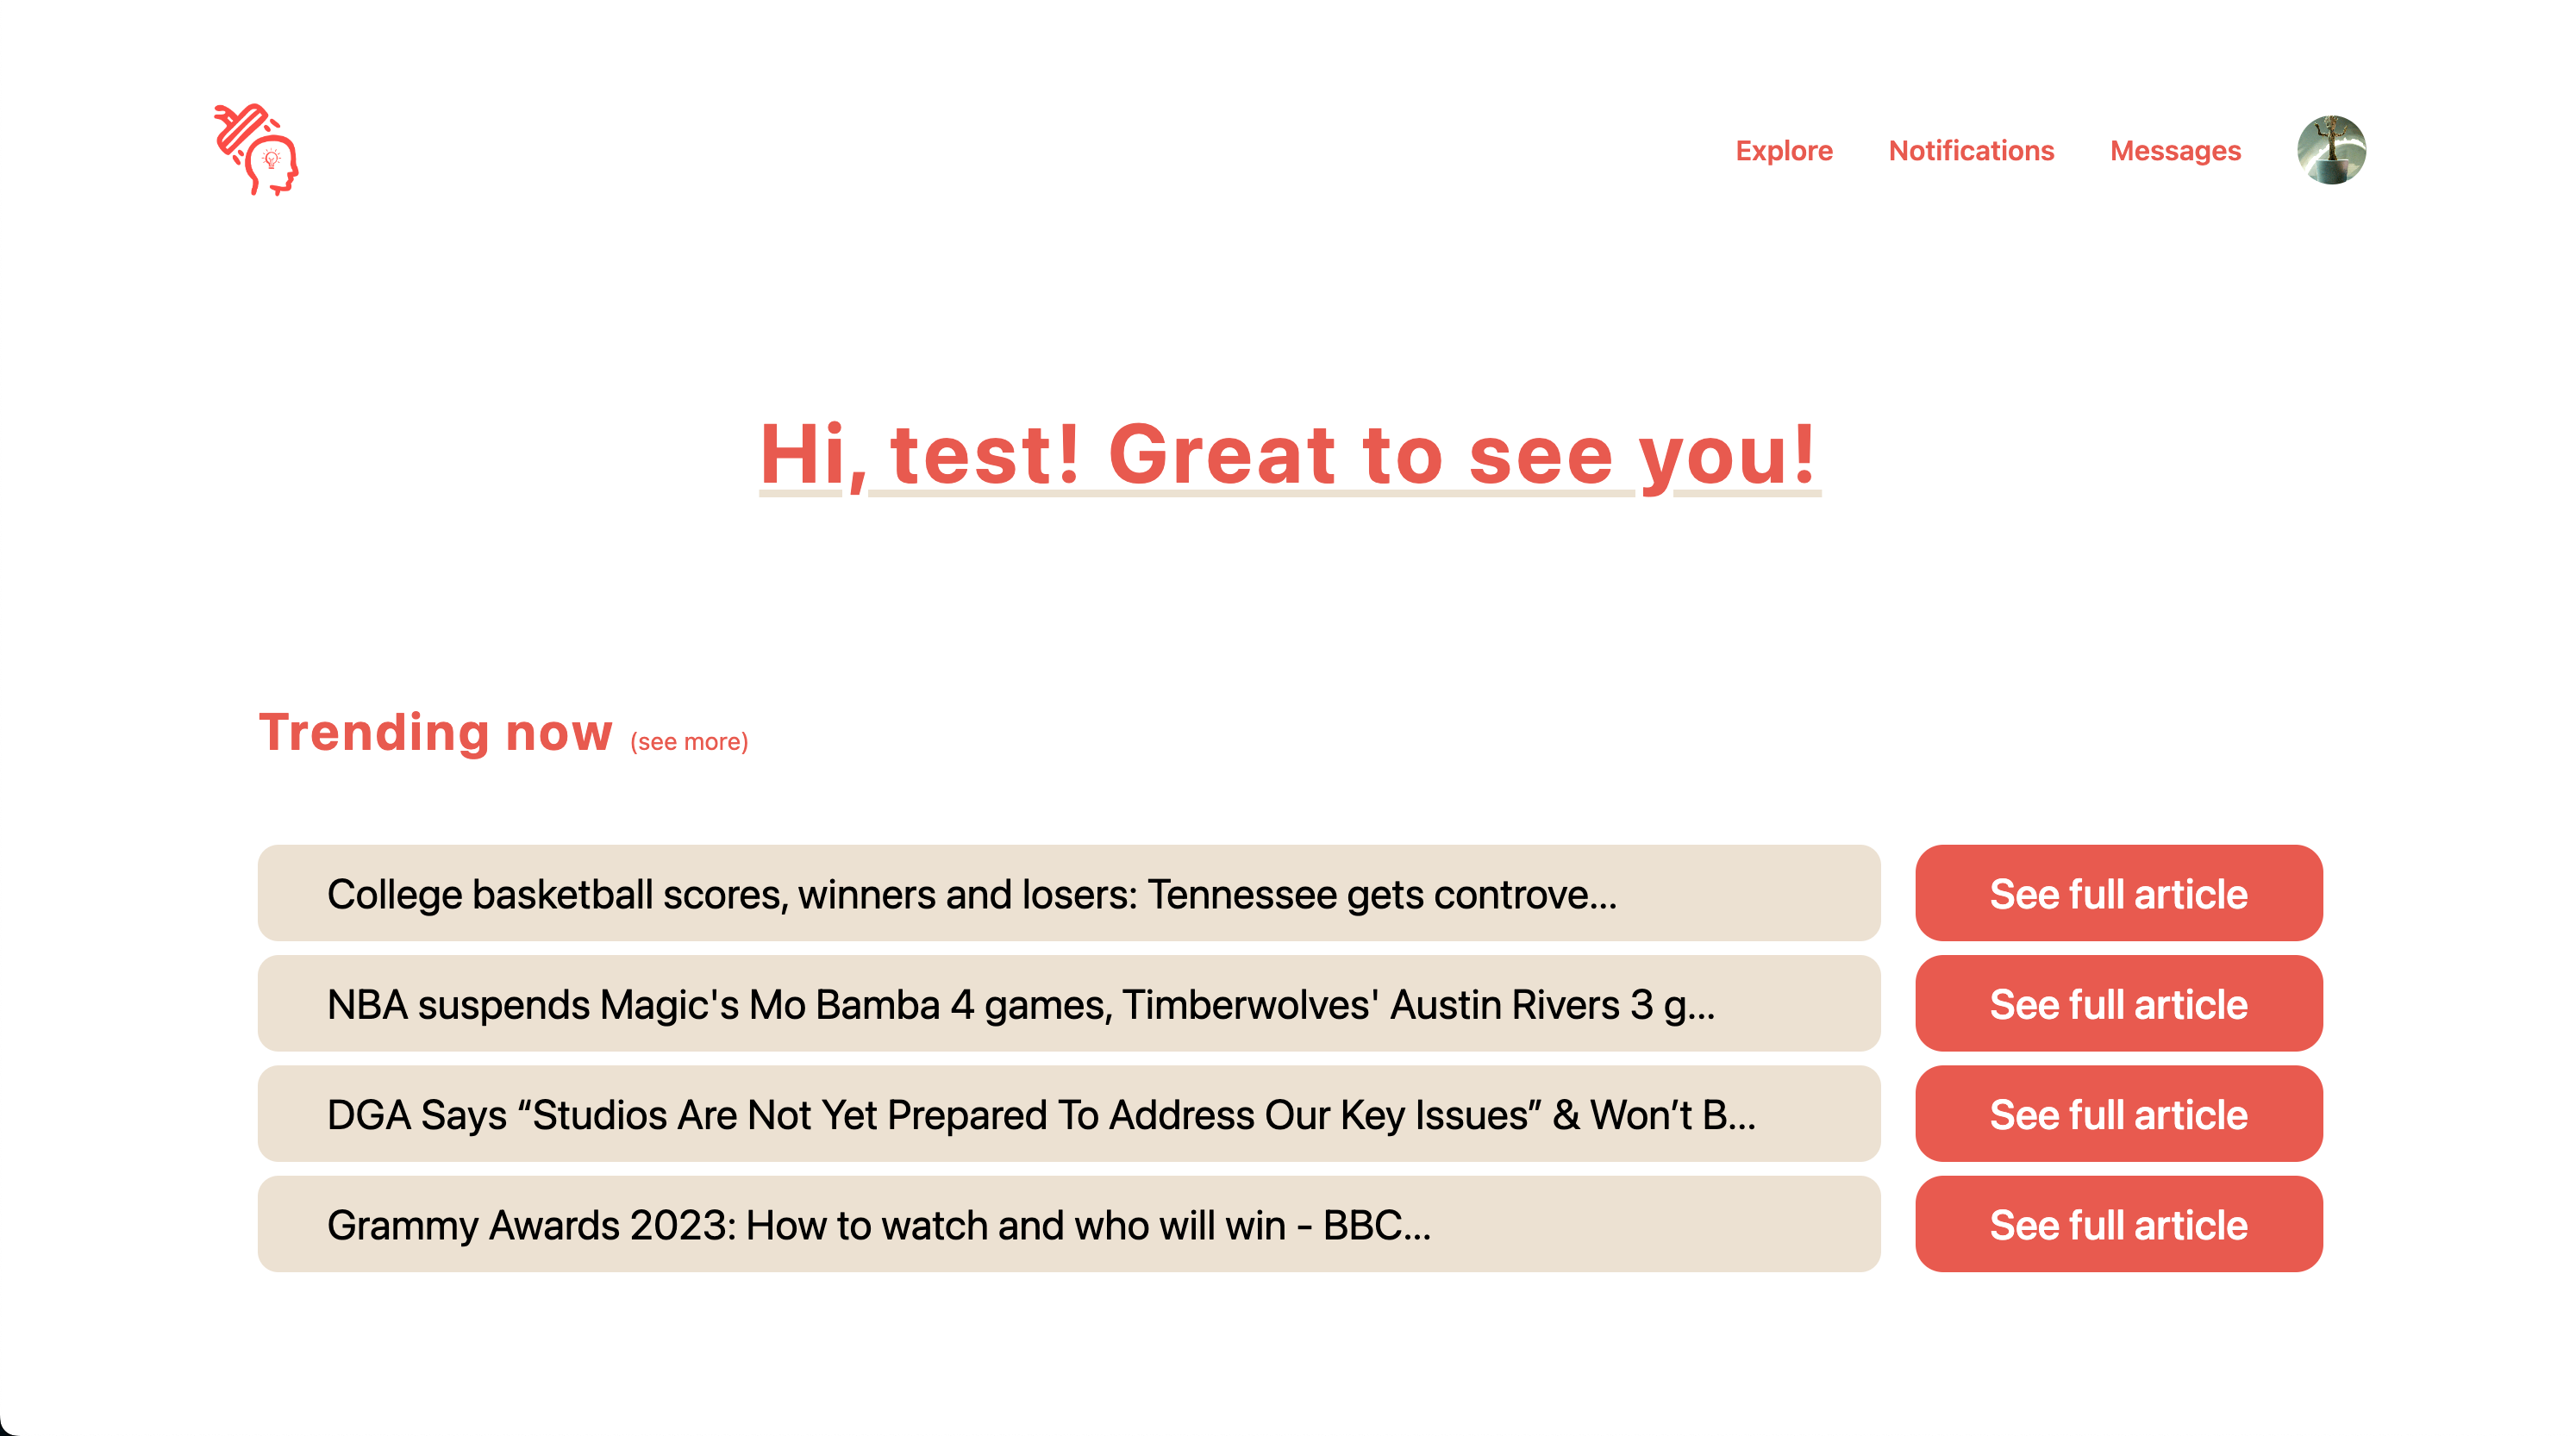 Explore Notifications Messages
Hi, test! Great to see you!
Trending now (see more)
College basketball scores, winners and losers: Tennessee gets controve... See full article
NBA suspends Magic's Mo Bamba 4 games, Timberwolves' Austin Rivers 3 g... See full article
DGA Says “Studios Are Not Yet Prepared To Address Our Key Issues” & Won’t B... See full article
Grammy Awards 2023: How to watch and who will win - BBC... See full article